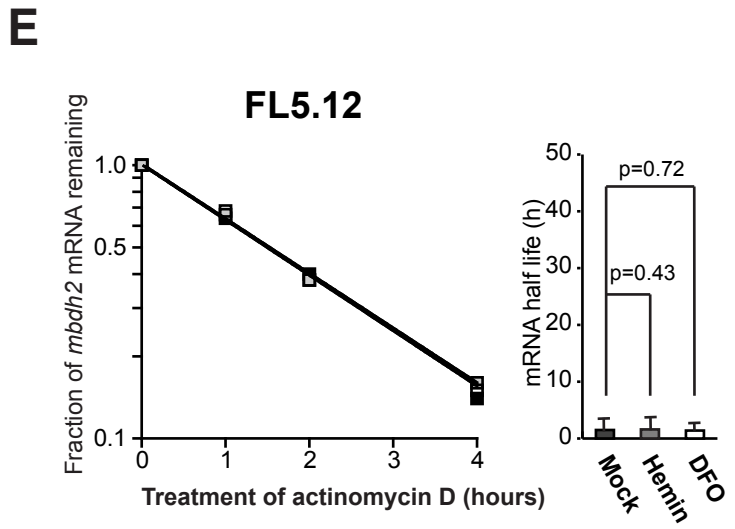 E
FL5.12
Fraction of mbdh2 mRNA remaining
1.0
0.5
0.1
0 1 2 3 4
Treatment of actinomycin D (hours)
mRNA half life (h)
50
40
30
20
10
0
p=0.72
p=0.43
Mock
Hemin
DFO